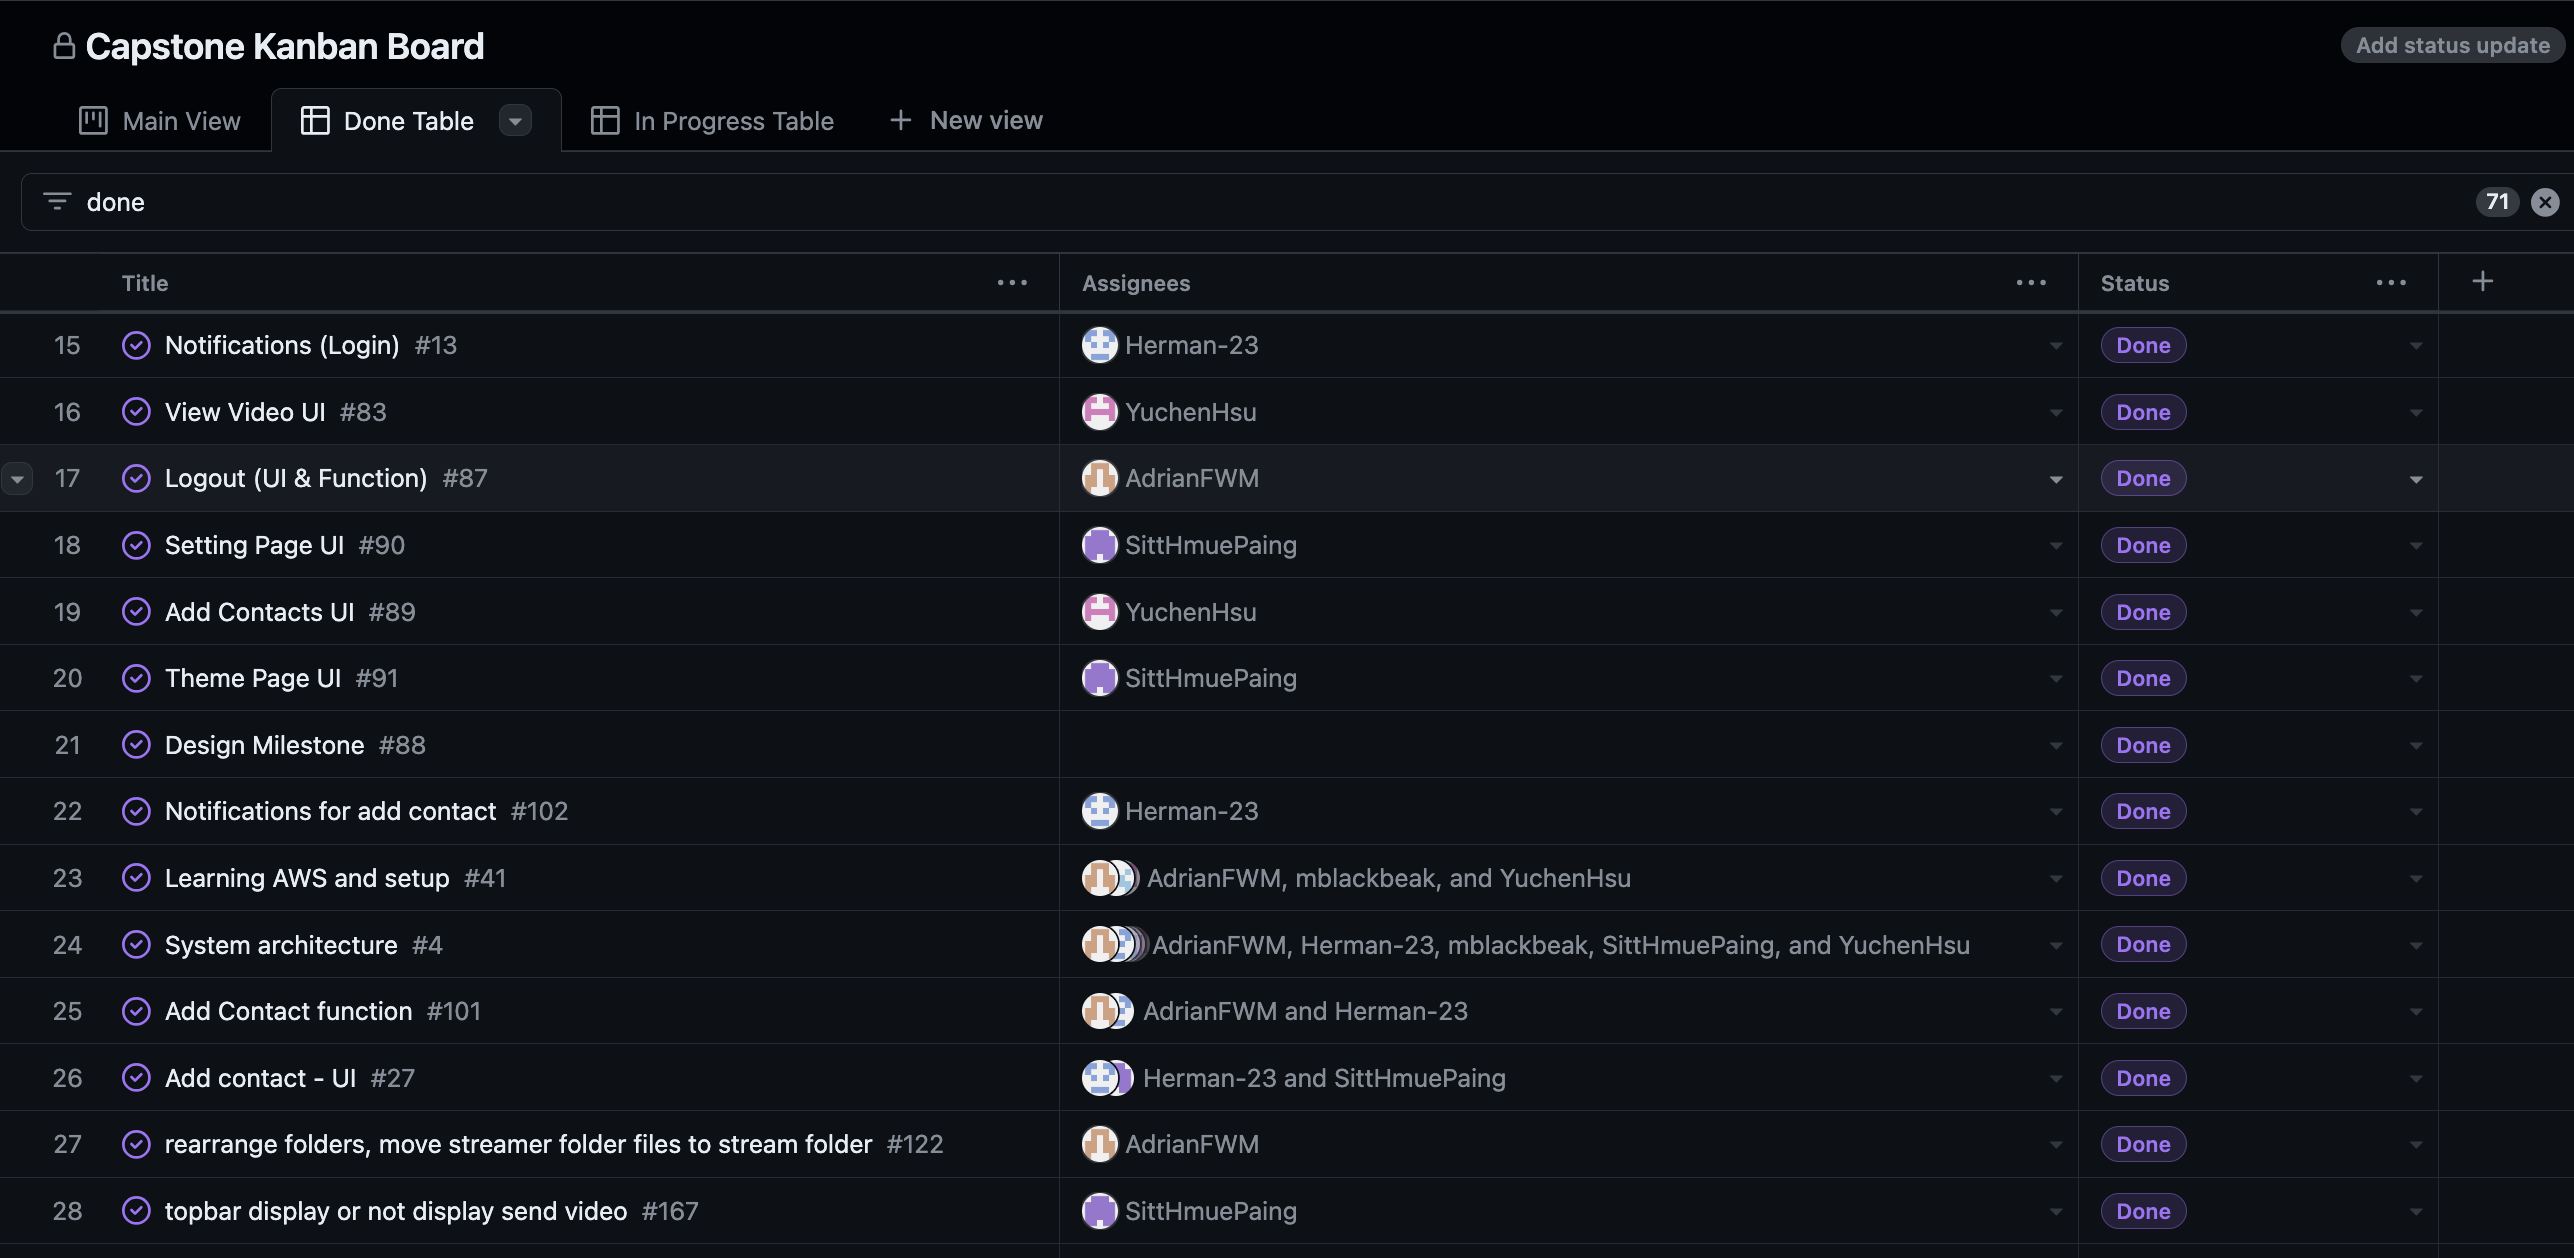 Capstone Kanban Board
Add status update
Main View Done Table In Progress Table + New view
done 71
Title ... Assignees ... Status ... +
15 Notifications (Login) #13 Herman-23 Done
16 View Video UI #83 YuchenHsu Done
17 Logout (UI & Function) #87 AdrianFWM Done
18 Setting Page UI #90 SittHmuePaing Done
19 Add Contacts UI #89 YuchenHsu Done
20 Theme Page UI #91 SittHmuePaing Done
21 Design Milestone #88 Done
22 Notifications for add contact #102 Herman-23 Done
23 Learning AWS and setup #41 AdrianFWM, mblackbeak, and YuchenHsu Done
24 System architecture #4 AdrianFWM, Herman-23, mblackbeak, SittHmuePaing, and YuchenHsu Done
25 Add Contact function #101 AdrianFWM and Herman-23 Done
26 Add contact - UI #27 Herman-23 and SittHmuePaing Done
27 rearrange folders, move streamer folder files to stream folder #122 AdrianFWM Done
28 topbar display or not display send video #167 SittHmuePaing Done